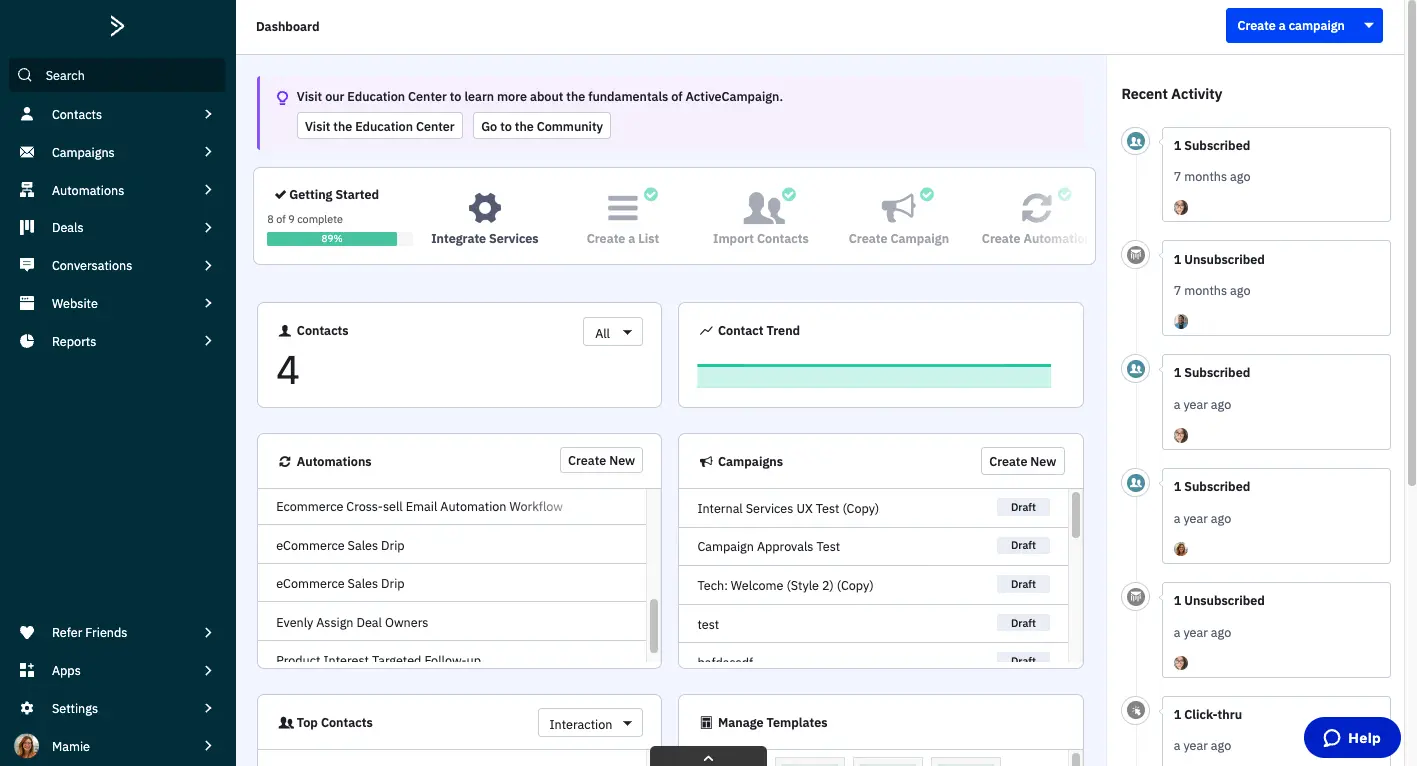 Dashboard
Create a campaign
Search
Contacts
Campaigns
Automations
Deals
Conversations
Website
Reports
Refer Friends
Apps
Settings
Mamie
Visit our Education Center to learn more about the fundamentals of ActiveCampaign.
Visit the Education Center
Go to the Community
Getting Started
8 of 9 complete
89%
Integrate Services
Create a List
Import Contacts
Create Campaign
Create Automatio
Contacts
All
4
Contact Trend
Automations
Create New
Ecommerce Cross-sell Email Automation Workflow
eCommerce Sales Drip
eCommerce Sales Drip
Evenly Assign Deal Owners
Product Interest Targeted Follow-up
Campaigns
Create New
Internal Services UX Test (Copy)
Draft
Campaign Approvals Test
Draft
Tech: Welcome (Style 2) (Copy)
Draft
test
Draft
Draft
Top Contacts
Interaction
Manage Templates
Recent Activity
1 Subscribed
7 months ago
1 Unsubscribed
7 months ago
1 Subscribed
a year ago
1 Subscribed
a year ago
1 Unsubscribed
a year ago
1 Click-thru
a year ago
Help